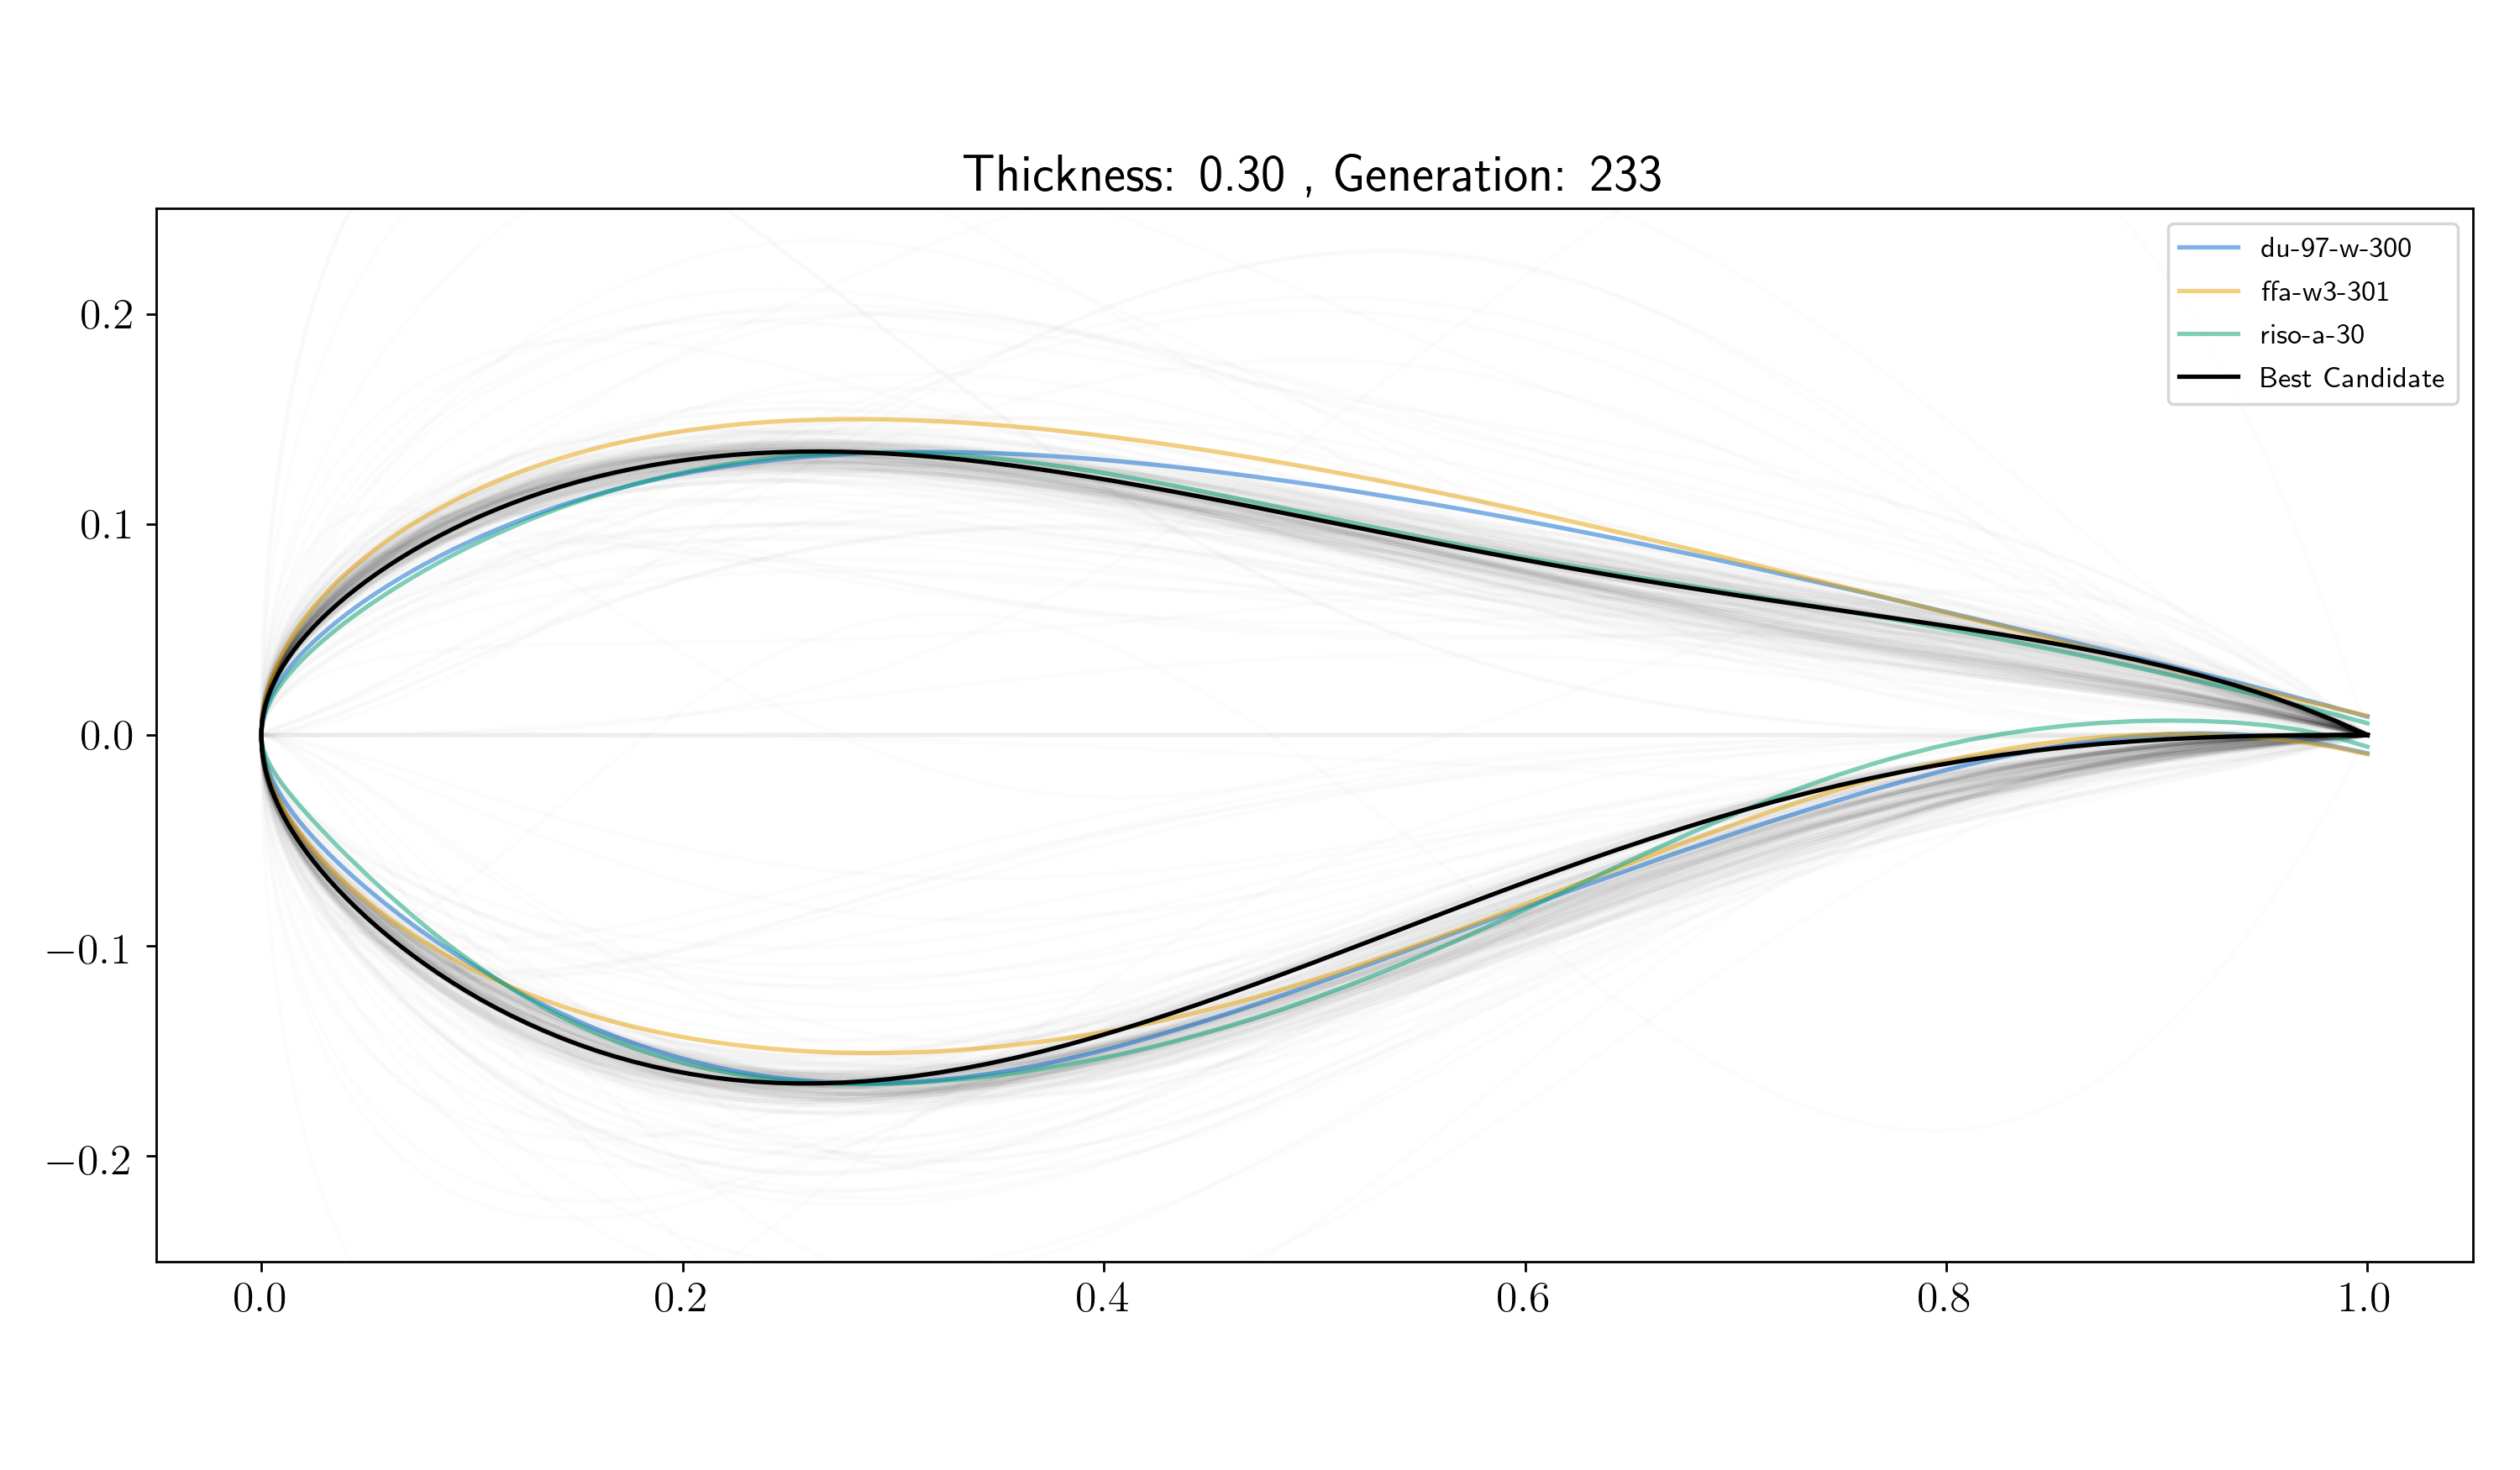 Thickness: 0.30 , Generation: 233
du-97-w-300
ffa-w3-301
riso-a-30
Best Candidate
0.2
0.1
0.0
−0.1
−0.2
0.0 0.2 0.4 0.6 0.8 1.0